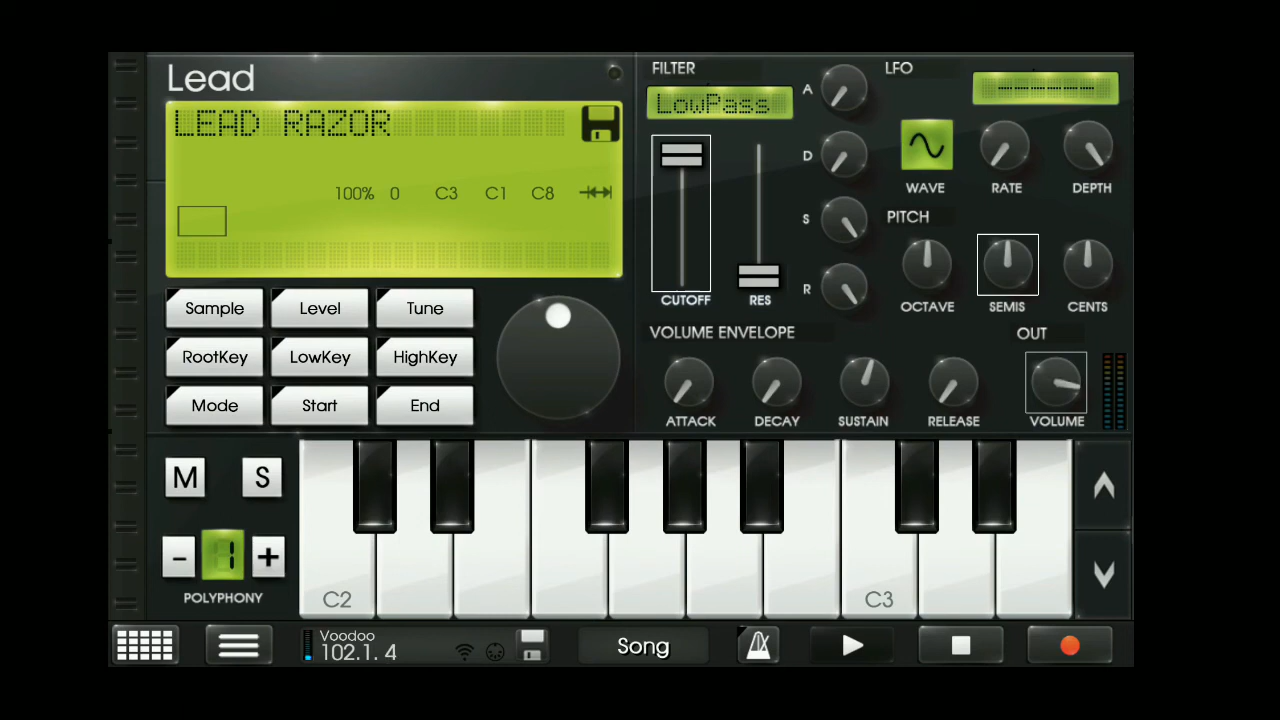 Lead
LEAD RAZOR
100% 0 C3 C1 C8
Sample Level Tune
RootKey LowKey HighKey
Mode Start End
FILTER
LowPass
CUTOFF RES
A
D
S
R
LFO
WAVE RATE DEPTH
PITCH
OCTAVE SEMIS CENTS
VOLUME ENVELOPE
ATTACK DECAY SUSTAIN RELEASE
OUT
VOLUME
M S
- 1 +
POLYPHONY
C2 C3
Voodoo
102.1. 4
Song